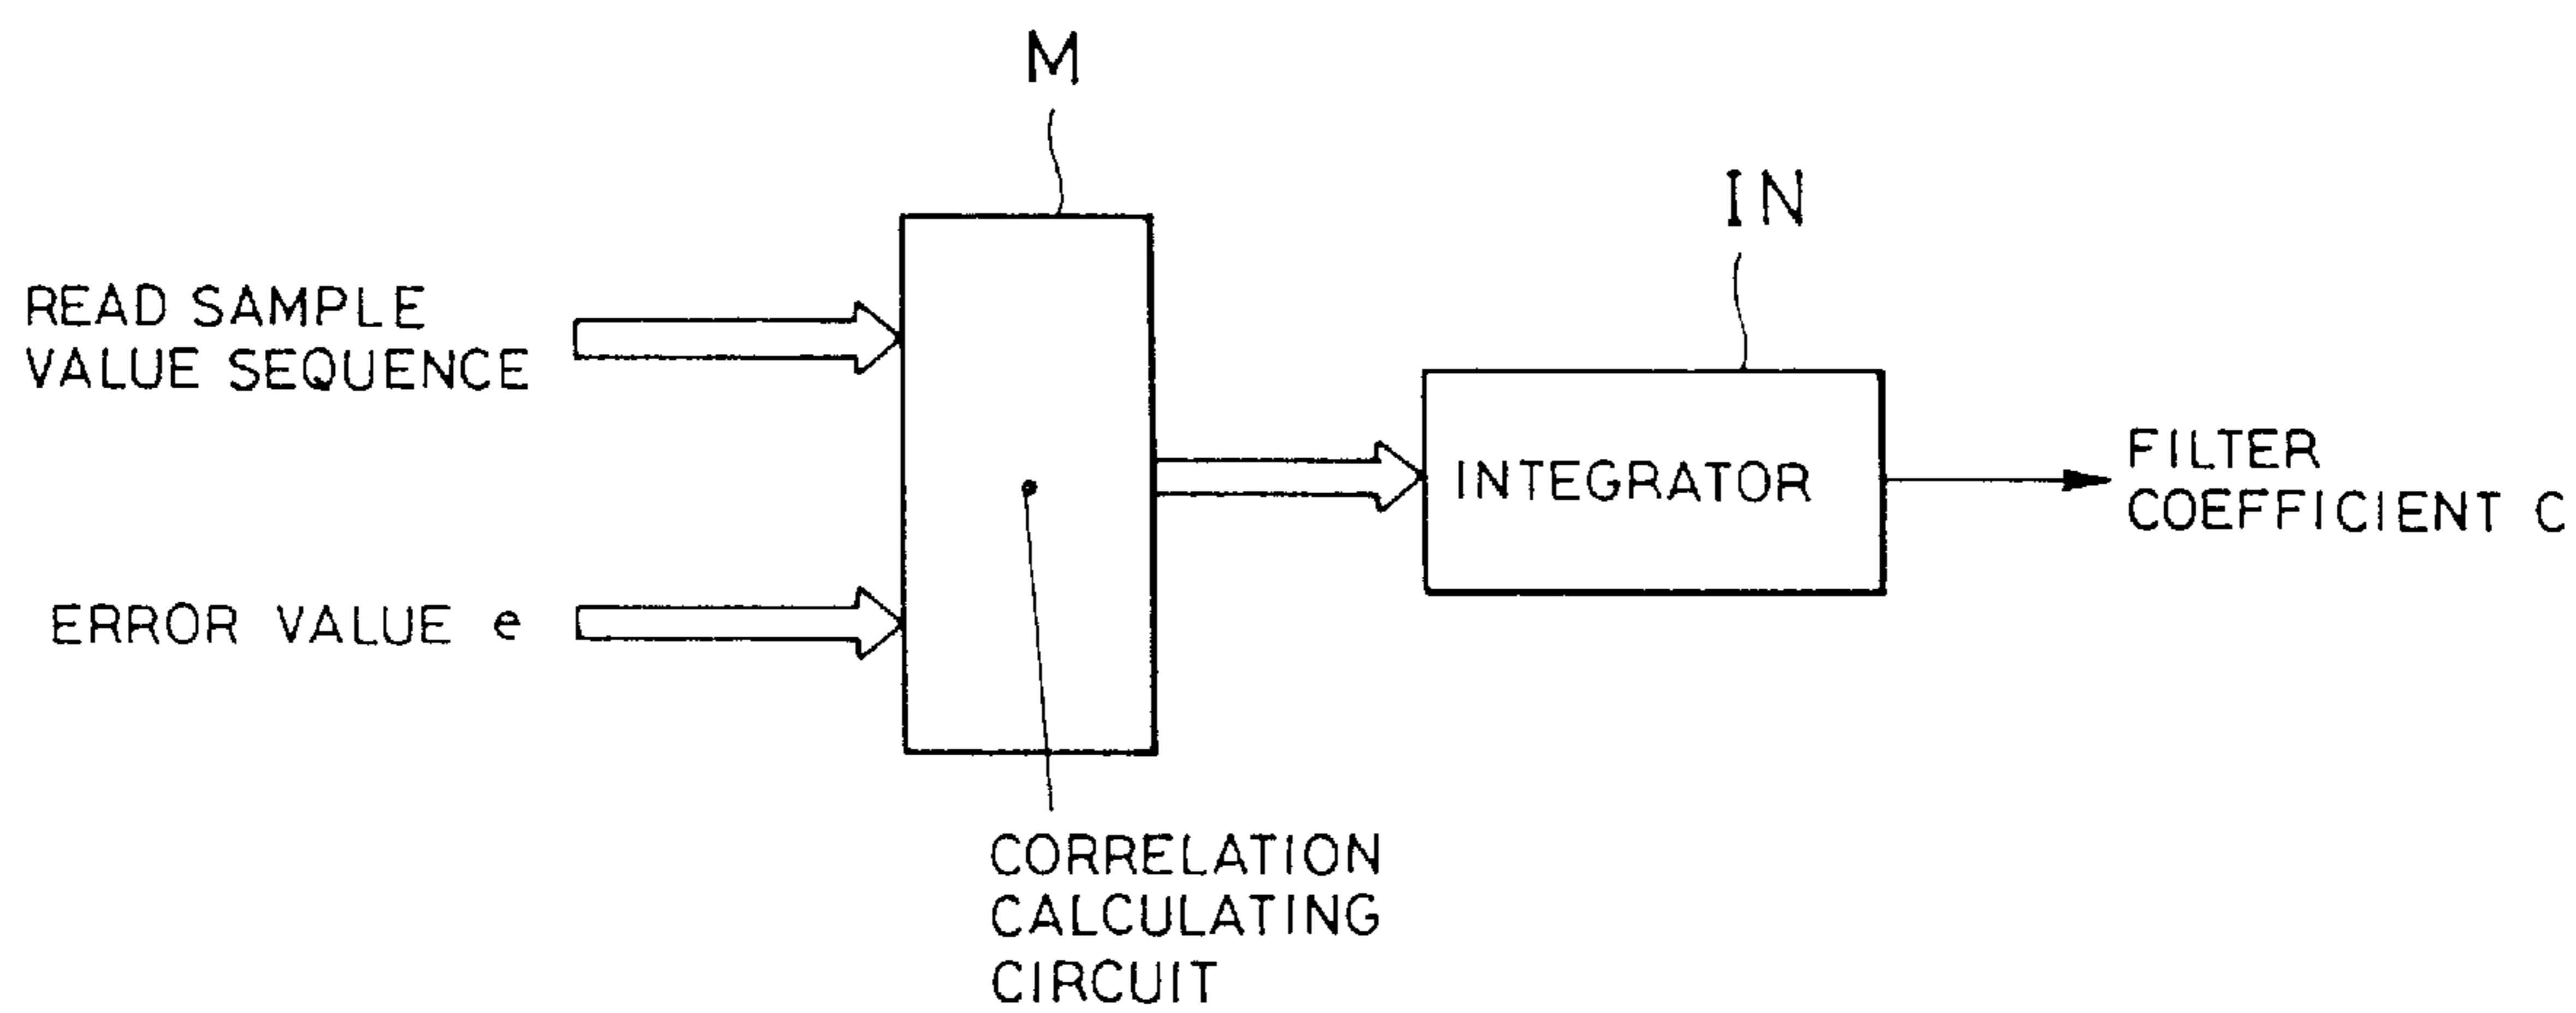 M
IN
READ SAMPLE
VALUE SEQUENCE
INTEGRATOR
FILTER
COEFFICIENT C
ERROR VALUE e
CORRELATION
CALCULATING
CIRCUIT